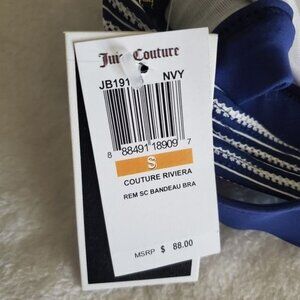 Juicy Couture
JB191 NVY
8 88491 18909 7
S
COUTURE RIVIERA
REM SC BANDEAU BRA
MSRP $ 88.00